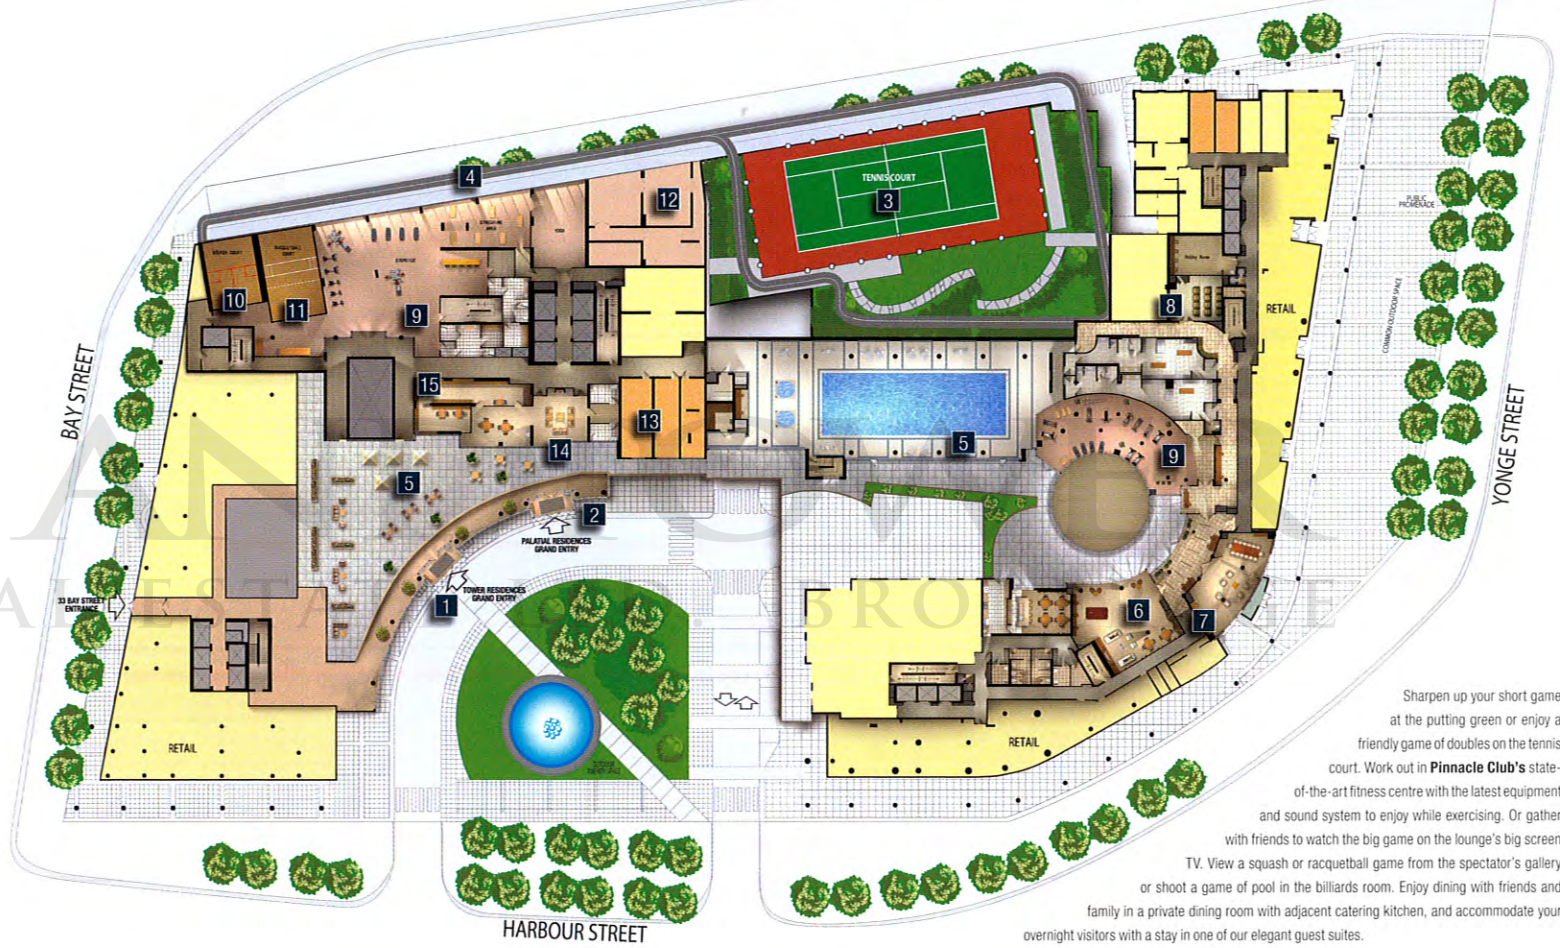 4
12
TENNIS COURT
3
PUBLIC
PROMENADE
SQUASH COURT
COURT
STRETCHING
AREA
YOGA
EXERCISE
10
11
9
8
RETAIL
COMMON OUTDOOR SPACE
BAY STREET
YONGE STREET
15
13
14
5
5
9
2
PALATIAL RESIDENCES
GRAND ENTRY
1
TOWER RESIDENCES
GRAND ENTRY
33 BAY STREET
ENTRANCE
6
7
RETAIL
RETAIL
Sharpen up your short game
at the putting green or enjoy a
friendly game of doubles on the tennis
court. Work out in Pinnacle Club's state-
of-the-art fitness centre with the latest equipment
and sound system to enjoy while exercising. Or gather
with friends to watch the big game on the lounge's big screen
TV. View a squash or racquetball game from the spectator's gallery
or shoot a game of pool in the billiards room. Enjoy dining with friends and
family in a private dining room with adjacent catering kitchen, and accommodate your
overnight visitors with a stay in one of our elegant guest suites.
HARBOUR STREET